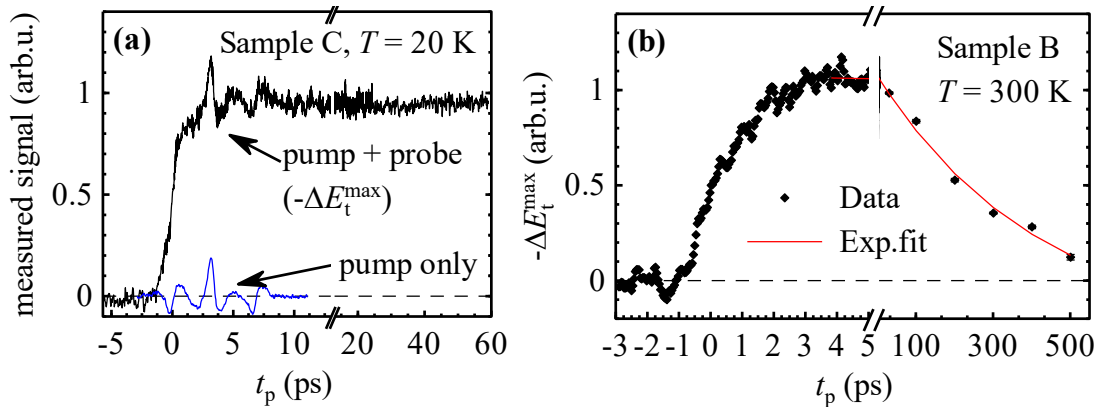 (a)
Sample C, T = 20 K
measured signal (arb.u.)
1
0.5
0
pump + probe
(-ΔE_t^max)
pump only
-5 0 5 10 20 40 60
t_p (ps)
(b)
Sample B
T = 300 K
-ΔE_t^max (arb.u.)
1
0.5
0
Data
Exp.fit
-3 -2 -1 0 1 2 3 4 5 100 300 500
t_p (ps)